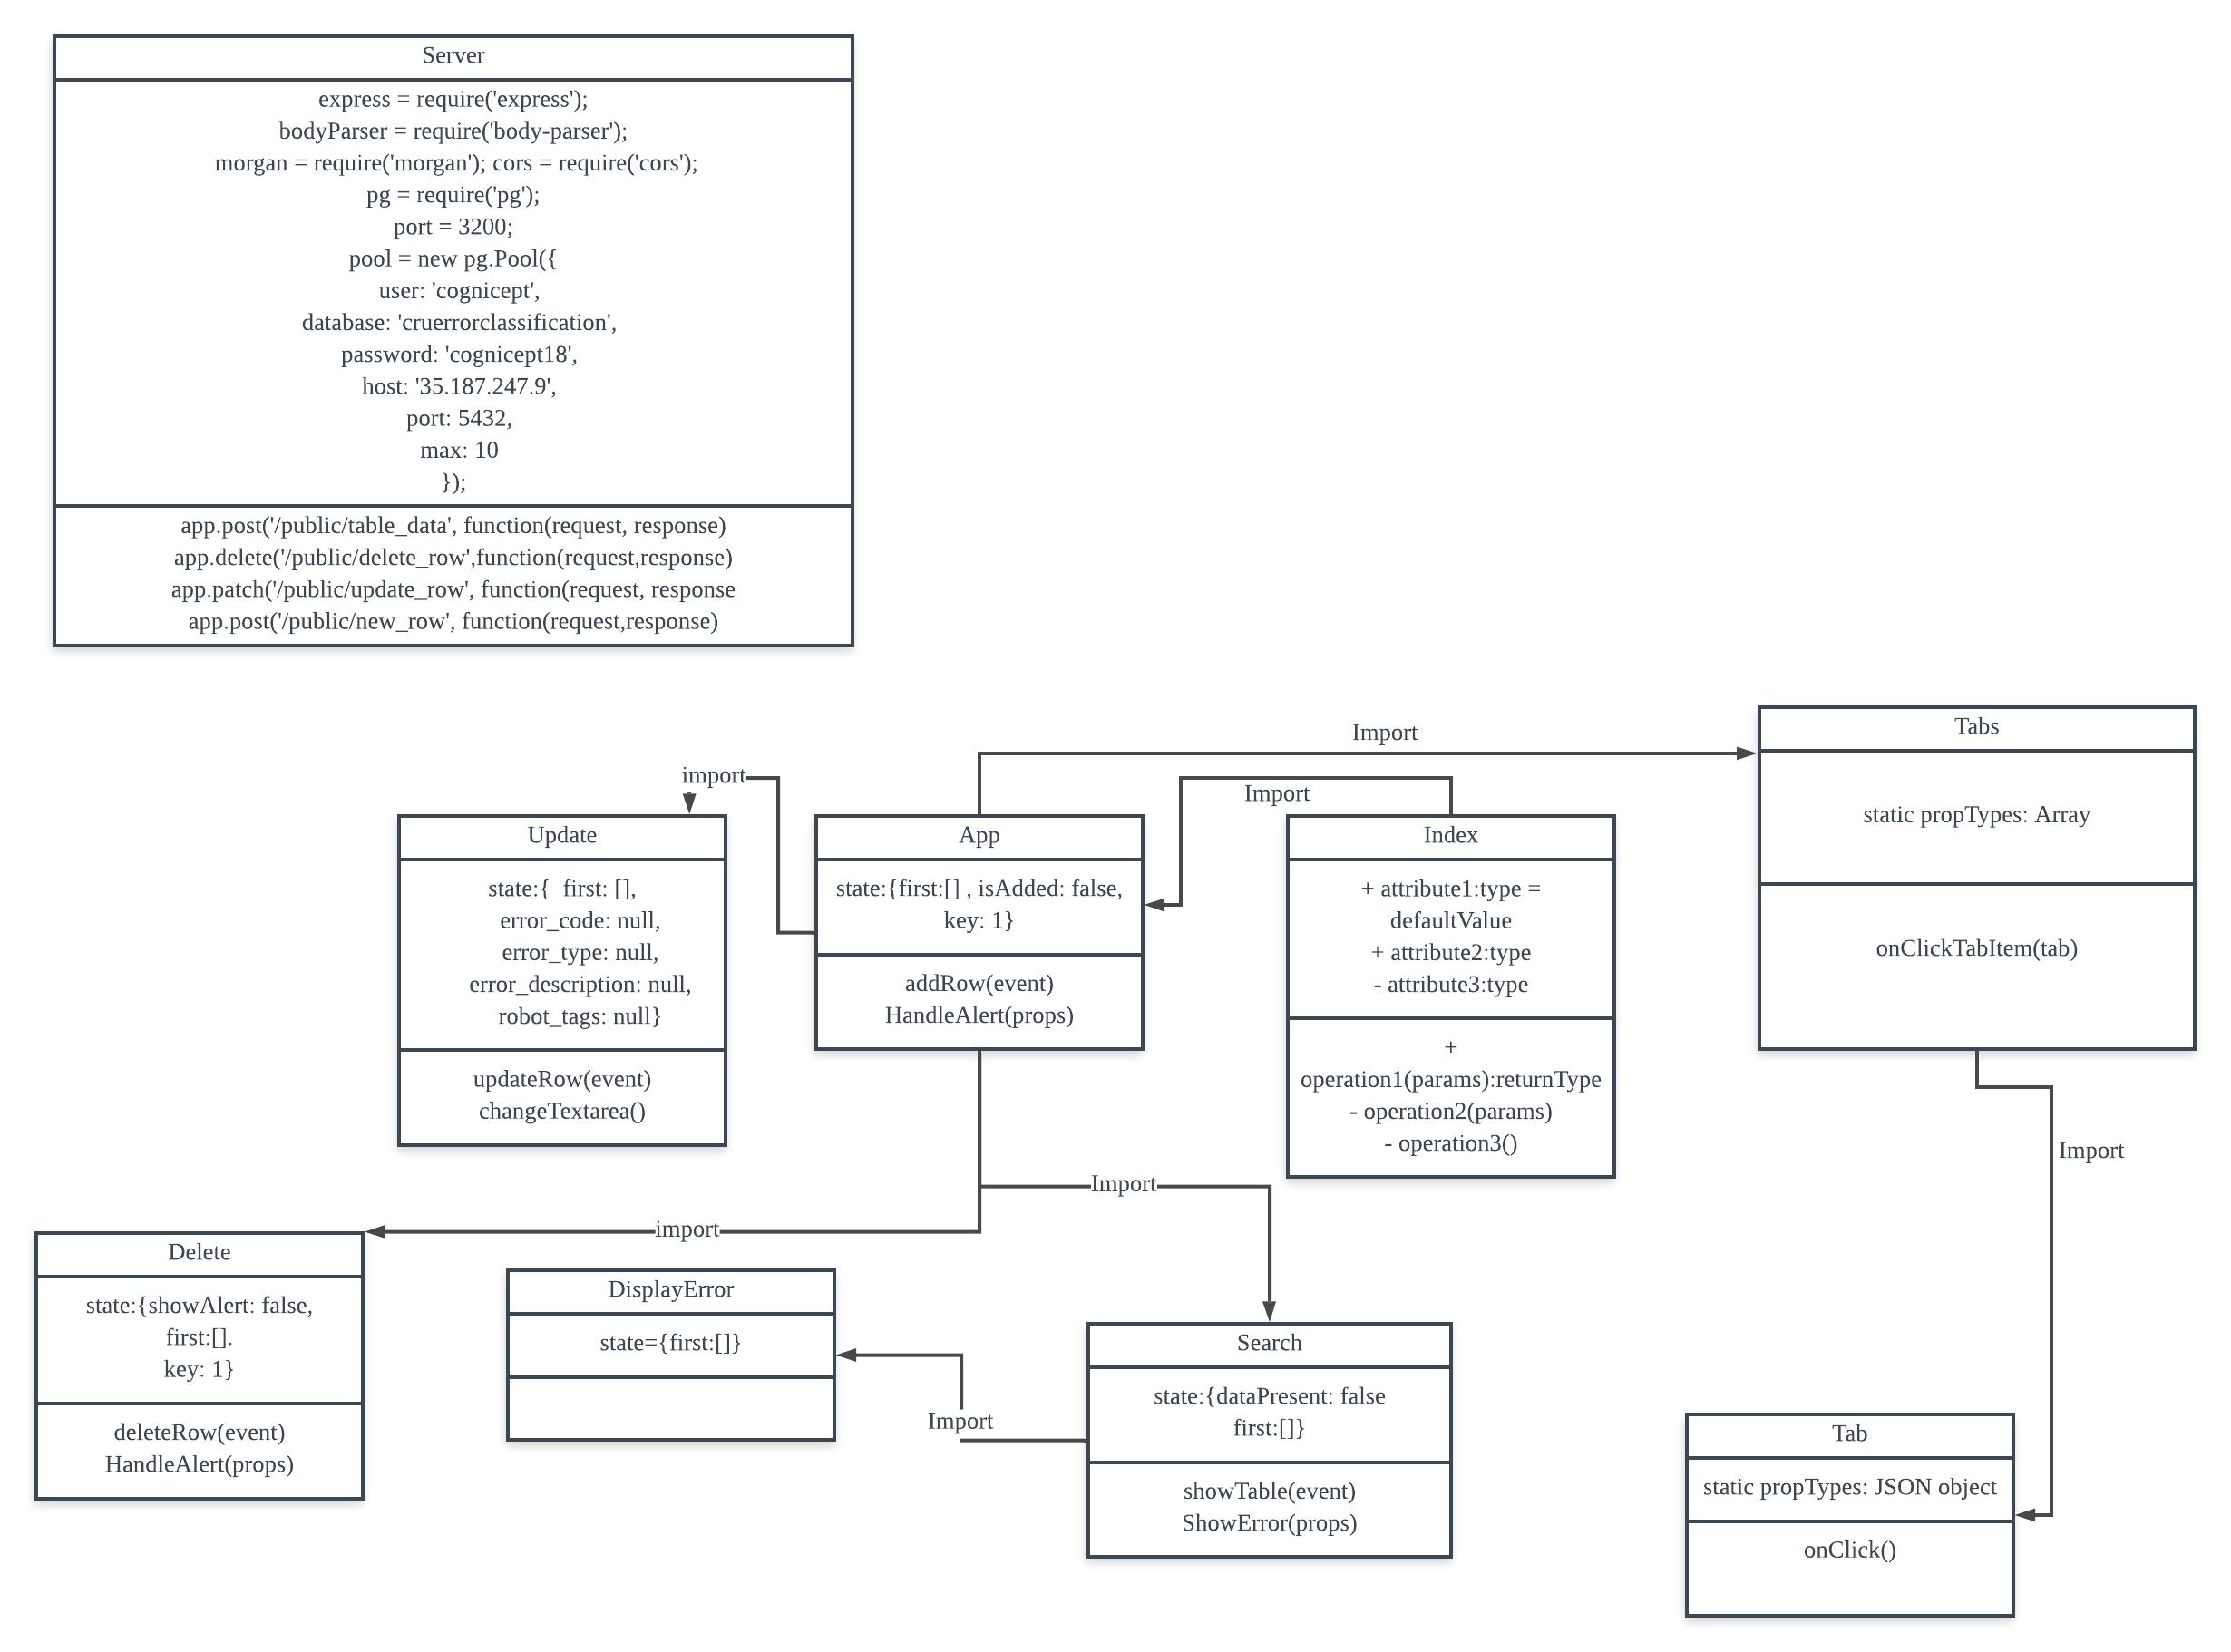 Server
express = require('express');
bodyParser = require('body-parser');
morgan = require('morgan'); cors = require('cors');
pg = require('pg');
port = 3200;
pool = new pg.Pool({
user: 'cognicept',
database: 'cruerrorclassification',
password: 'cognicept18',
host: '35.187.247.9',
port: 5432,
max: 10
});
app.post('/public/table_data', function(request, response)
app.delete('/public/delete_row',function(request,response)
app.patch('/public/update_row', function(request, response
app.post('/public/new_row', function(request,response)
Import
import
Import
Update
state:{  first: [],
error_code: null,
error_type: null,
error_description: null,
robot_tags: null}
updateRow(event)
changeTextarea()
App
state:{first:[] , isAdded: false,
key: 1}
addRow(event)
HandleAlert(props)
Index
+ attribute1:type =
defaultValue
+ attribute2:type
- attribute3:type
+
operation1(params):returnType
- operation2(params)
- operation3()
Tabs
static propTypes: Array
onClickTabItem(tab)
Import
Import
import
Delete
state:{showAlert: false,
first:[].
key: 1}
deleteRow(event)
HandleAlert(props)
DisplayError
state={first:[]}
Import
Search
state:{dataPresent: false
first:[]}
showTable(event)
ShowError(props)
Tab
static propTypes: JSON object
onClick()